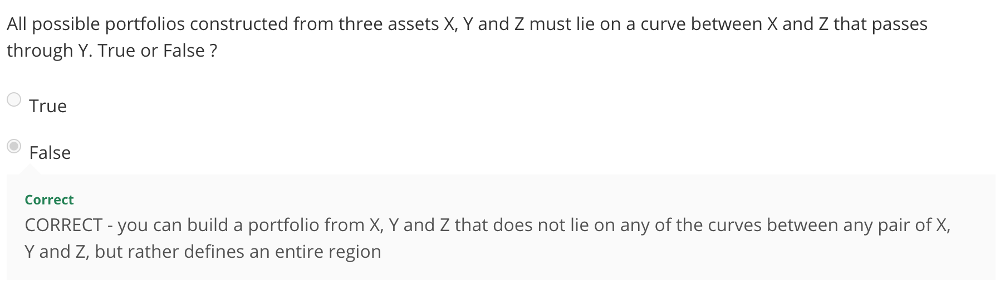 All possible portfolios constructed from three assets X, Y and Z must lie on a curve between X and Z that passes
through Y. True or False ?
True
False
Correct
CORRECT - you can build a portfolio from X, Y and Z that does not lie on any of the curves between any pair of X,
Y and Z, but rather defines an entire region